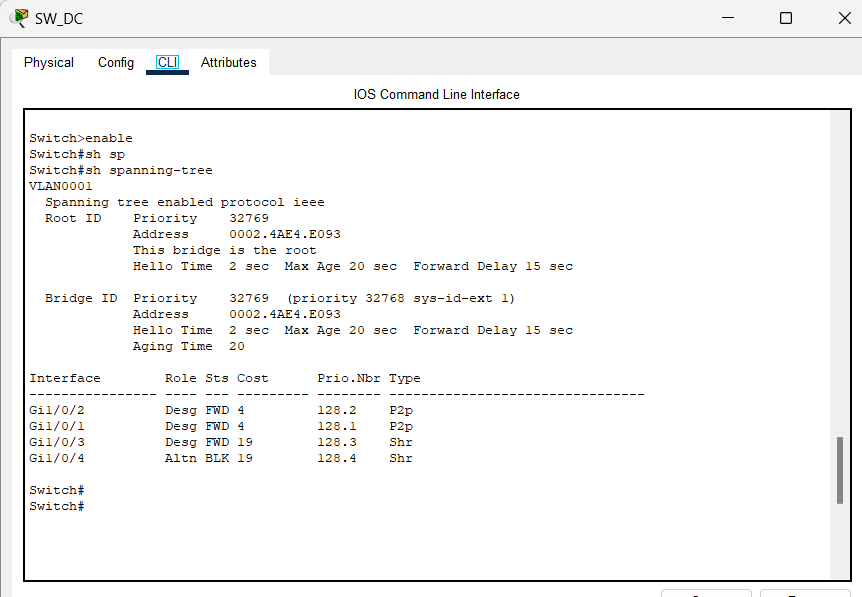 SW_DC
Physical Config CLI Attributes
IOS Command Line Interface
Switch>enable
Switch#sh sp
Switch#sh spanning-tree
VLAN0001
  Spanning tree enabled protocol ieee
  Root ID    Priority    32769
             Address     0002.4AE4.E093
             This bridge is the root
             Hello Time  2 sec  Max Age 20 sec  Forward Delay 15 sec
  Bridge ID  Priority    32769  (priority 32768 sys-id-ext 1)
             Address     0002.4AE4.E093
             Hello Time  2 sec  Max Age 20 sec  Forward Delay 15 sec
             Aging Time  20
Interface        Role Sts Cost      Prio.Nbr Type
---------------- ---- --- --------- -------- --------------------------------
Gi1/0/2          Desg FWD 4         128.2    P2p
Gi1/0/1          Desg FWD 4         128.1    P2p
Gi1/0/3          Desg FWD 19        128.3    Shr
Gi1/0/4          Altn BLK 19        128.4    Shr
Switch#
Switch#